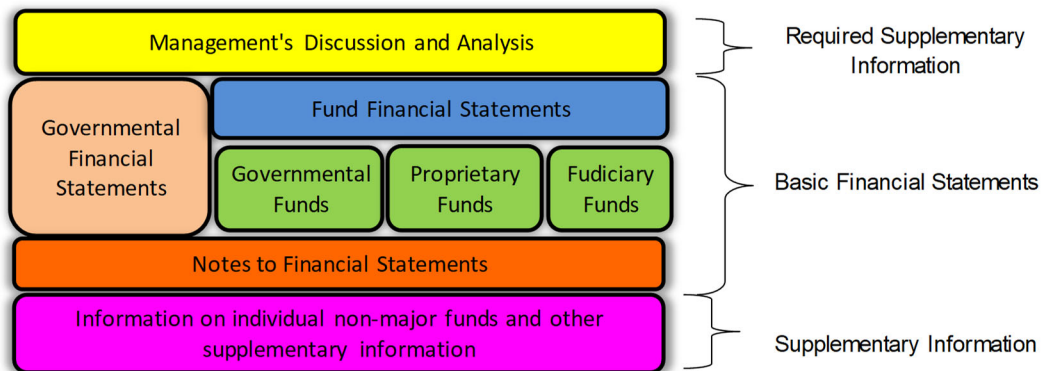 Management's Discussion and Analysis
Required Supplementary
Information
Governmental
Financial
Statements
Fund Financial Statements
Governmental
Funds
Proprietary
Funds
Fudiciary
Funds
Basic Financial Statements
Notes to Financial Statements
Information on individual non-major funds and other
supplementary information
Supplementary Information